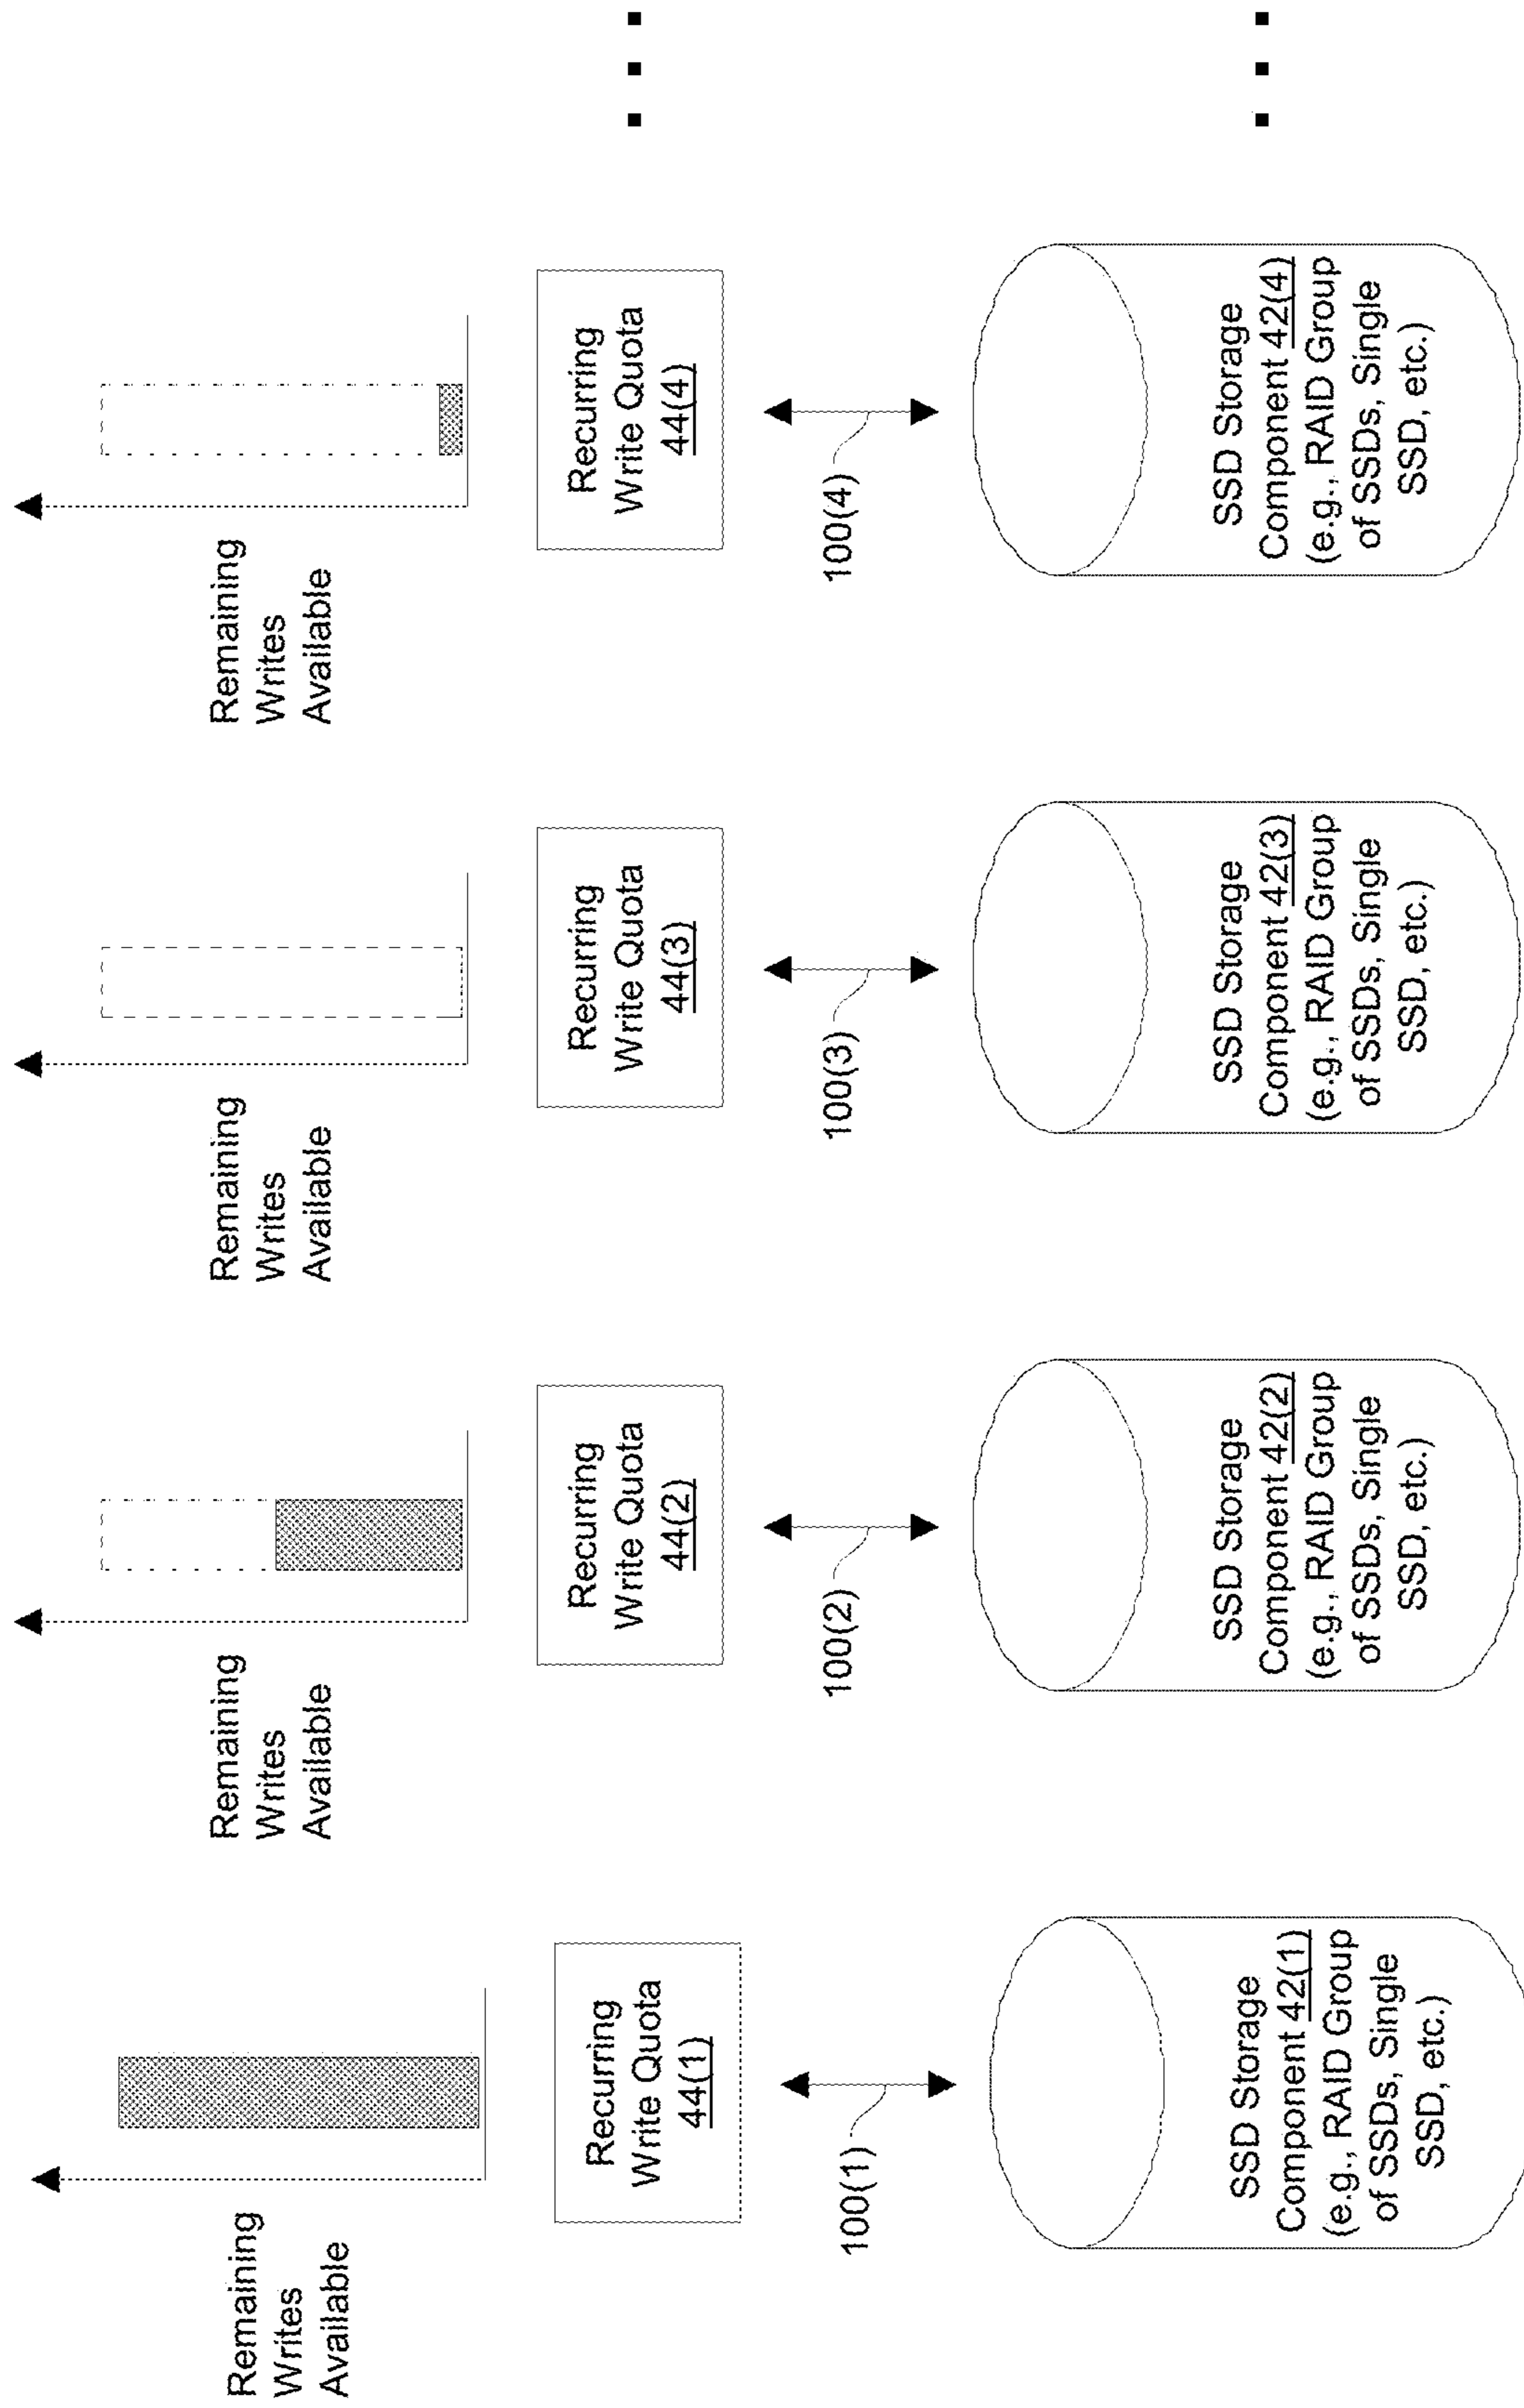 Remaining
Writes
Available
Recurring
Write Quota
44(1)
100(1)
SSD Storage
Component 42(1)
(e.g., RAID Group
of SSDs, Single
SSD, etc.)
Remaining
Writes
Available
Recurring
Write Quota
44(2)
100(2)
SSD Storage
Component 42(2)
(e.g., RAID Group
of SSDs, Single
SSD, etc.)
Remaining
Writes
Available
Recurring
Write Quota
44(3)
100(3)
SSD Storage
Component 42(3)
(e.g., RAID Group
of SSDs, Single
SSD, etc.)
Remaining
Writes
Available
Recurring
Write Quota
44(4)
100(4)
SSD Storage
Component 42(4)
(e.g., RAID Group
of SSDs, Single
SSD, etc.)